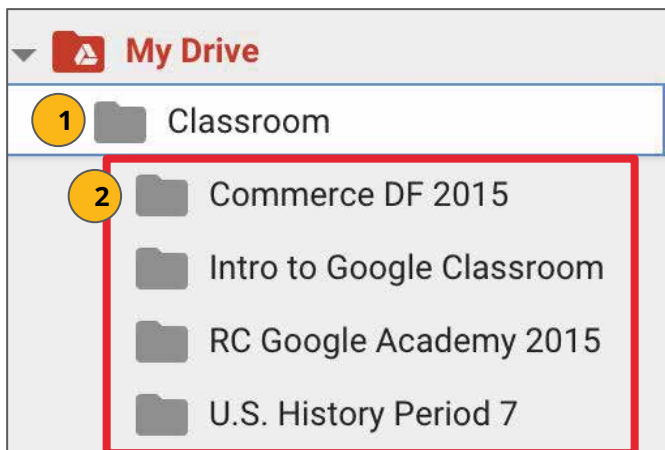 My Drive
1 Classroom
2 Commerce DF 2015
Intro to Google Classroom
RC Google Academy 2015
U.S. History Period 7